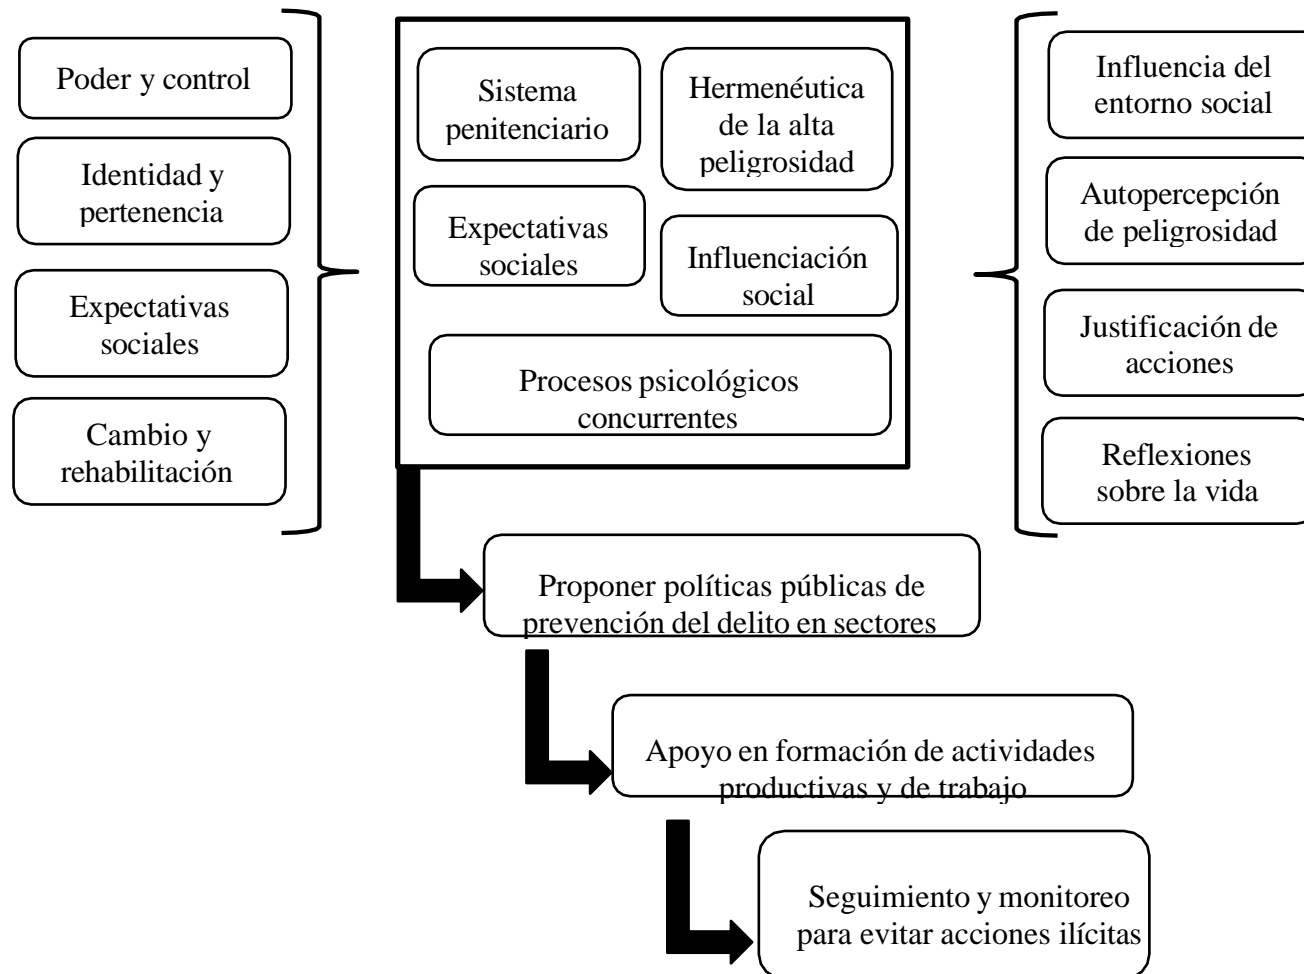 Poder y control
Identidad y
pertenencia
Expectativas
sociales
Cambio y
rehabilitación
Sistema
penitenciario
Hermenéutica
de la alta
peligrosidad
Expectativas
sociales
Influenciación
social
Procesos psicológicos
concurrentes
Influencia del
entorno social
Autopercepción
de peligrosidad
Justificación de
acciones
Reflexiones
sobre la vida
Proponer políticas públicas de
prevención del delito en sectores
Apoyo en formación de actividades
productivas y de trabajo
Seguimiento y monitoreo
para evitar acciones ilícitas